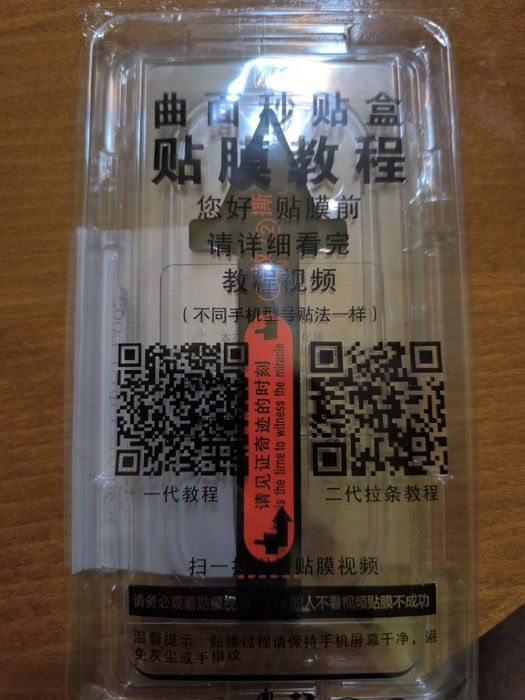 曲面秒贴盒
贴膜教程
您好 贴膜前
请详细看完
教程视频
(不同手机型号贴法一样)
②撕
请见证奇迹的时刻
is the time to witness the miracle
一代教程
二代拉条教程
扫一扫 贴膜视频
请务必观看贴膜视 的人不看视频贴膜不成功
温馨提示:贴膜过程请保持手机屏幕干净,避
免灰尘或手指纹